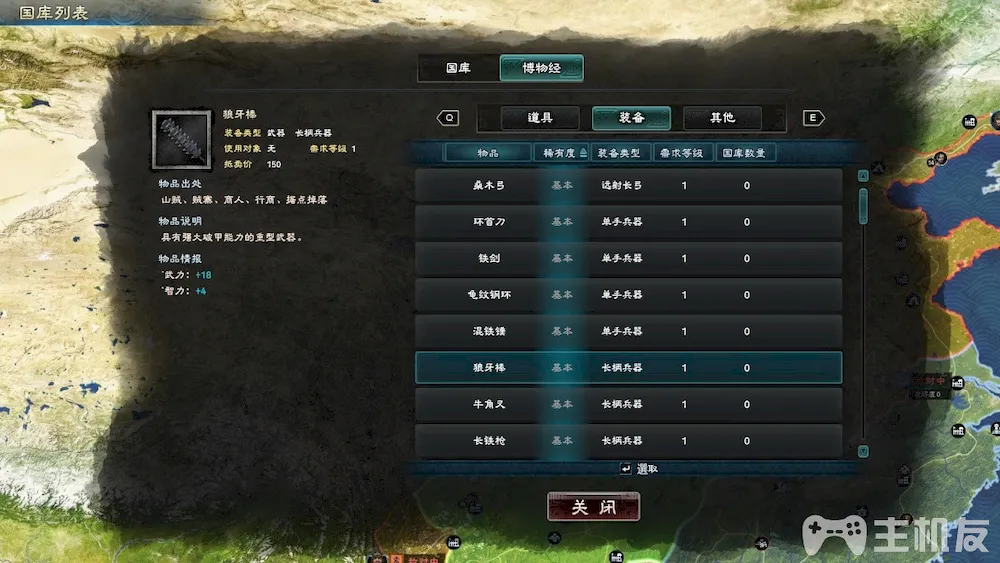 国库列表
国库 博物经
Q 道具 装备 其他 E
狼牙棒
装备类型 武器 长柄兵器
使用对象 无 需求等级 1
贩卖价 150
物品出处
山贼、贼寨、商人、行商、据点掉落
物品说明
具有强大破甲能力的重型武器。
物品情报
武力：+18
智力：+4
物品 稀有度 装备类型 需求等级 国库数量
桑木弓 基本 远射长弓 1 0
环首刀 基本 单手兵器 1 0
铁剑 基本 单手兵器 1 0
龟纹钢环 基本 单手兵器 1 0
混铁锤 基本 单手兵器 1 0
狼牙棒 基本 长柄兵器 1 0
牛角叉 基本 长柄兵器 1 0
长铁枪 基本 长柄兵器 1 0
選取
关闭
主机友